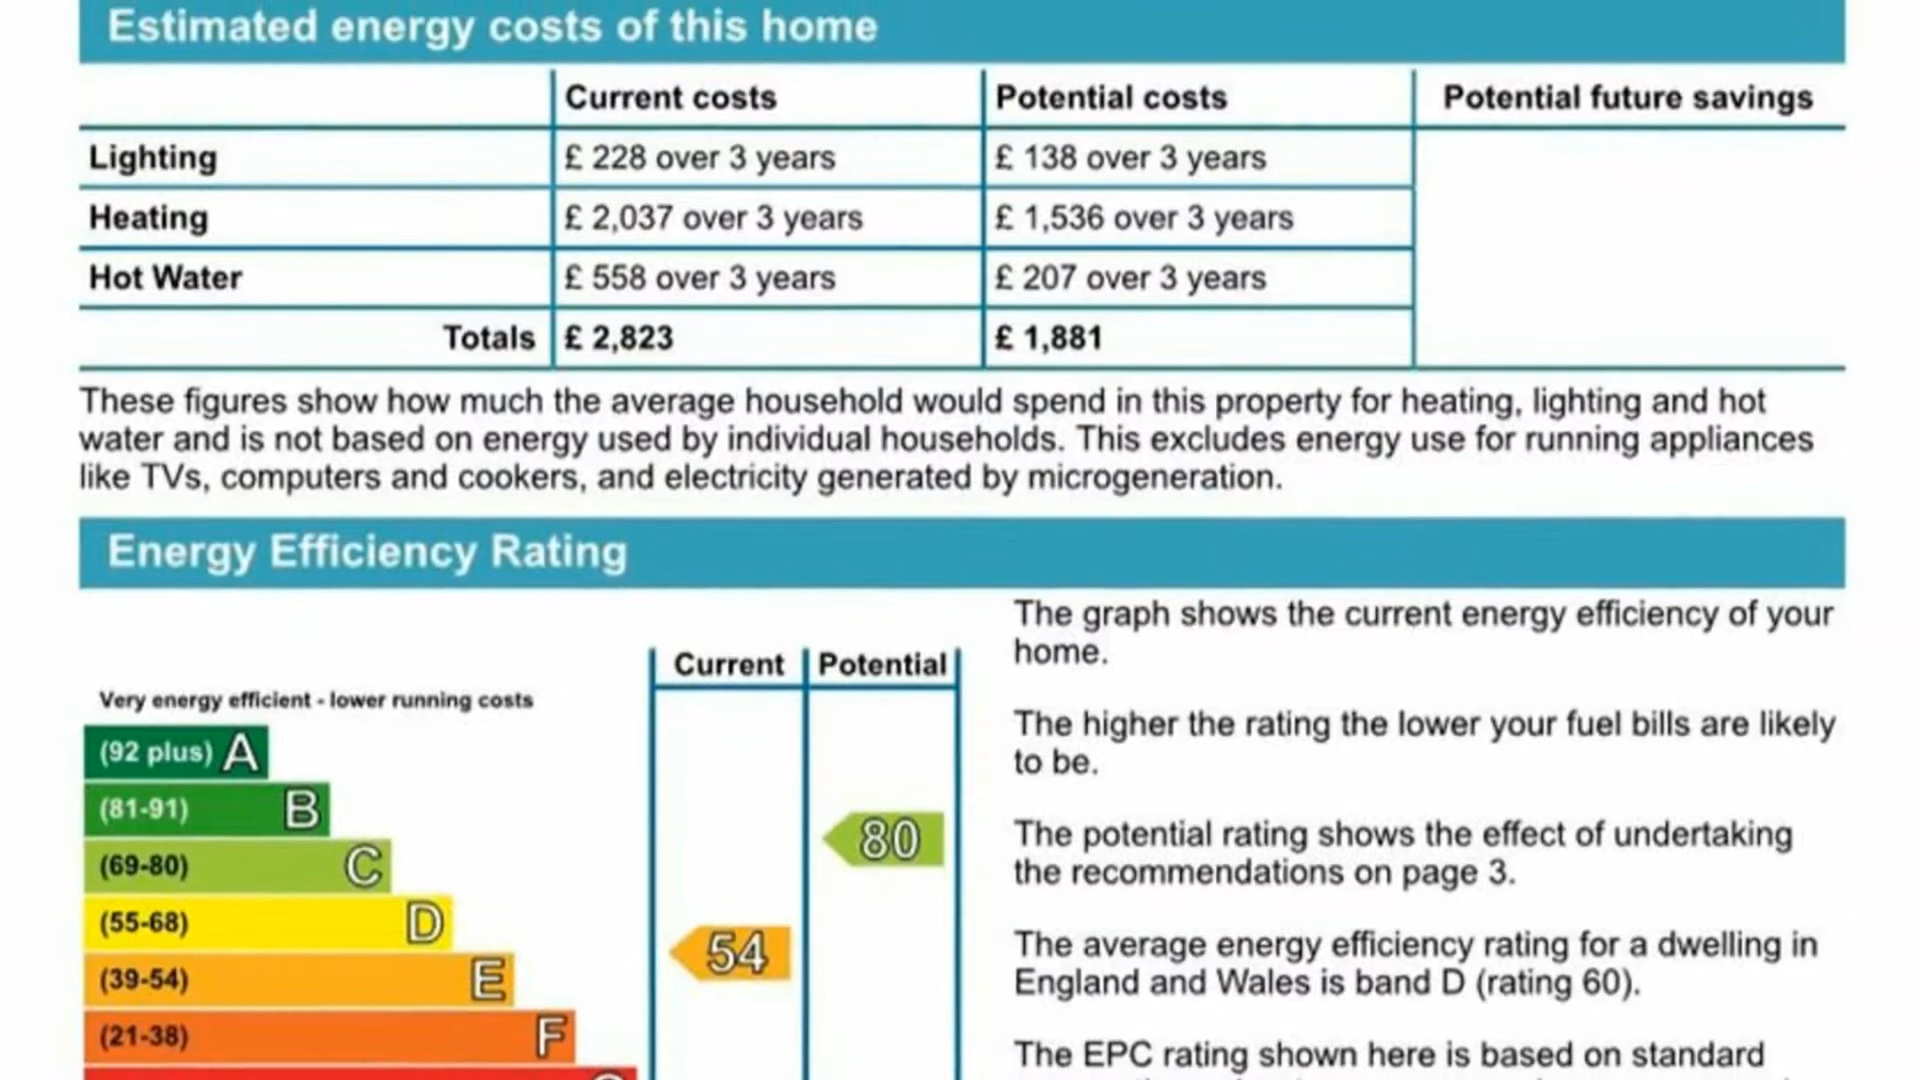 Estimated energy costs of this home
Current costs Potential costs Potential future savings
Lighting £ 228 over 3 years £ 138 over 3 years
Heating £ 2,037 over 3 years £ 1,536 over 3 years
Hot Water £ 558 over 3 years £ 207 over 3 years
Totals £ 2,823 £ 1,881
These figures show how much the average household would spend in this property for heating, lighting and hot
water and is not based on energy used by individual households. This excludes energy use for running appliances
like TVs, computers and cookers, and electricity generated by microgeneration.
Energy Efficiency Rating
Current Potential
Very energy efficient - lower running costs
(92 plus) A
(81-91) B
(69-80) C
80
(55-68) D
(39-54) E
54
(21-38) F
The graph shows the current energy efficiency of your
home.
The higher the rating the lower your fuel bills are likely
to be.
The potential rating shows the effect of undertaking
the recommendations on page 3.
The average energy efficiency rating for a dwelling in
England and Wales is band D (rating 60).
The EPC rating shown here is based on standard